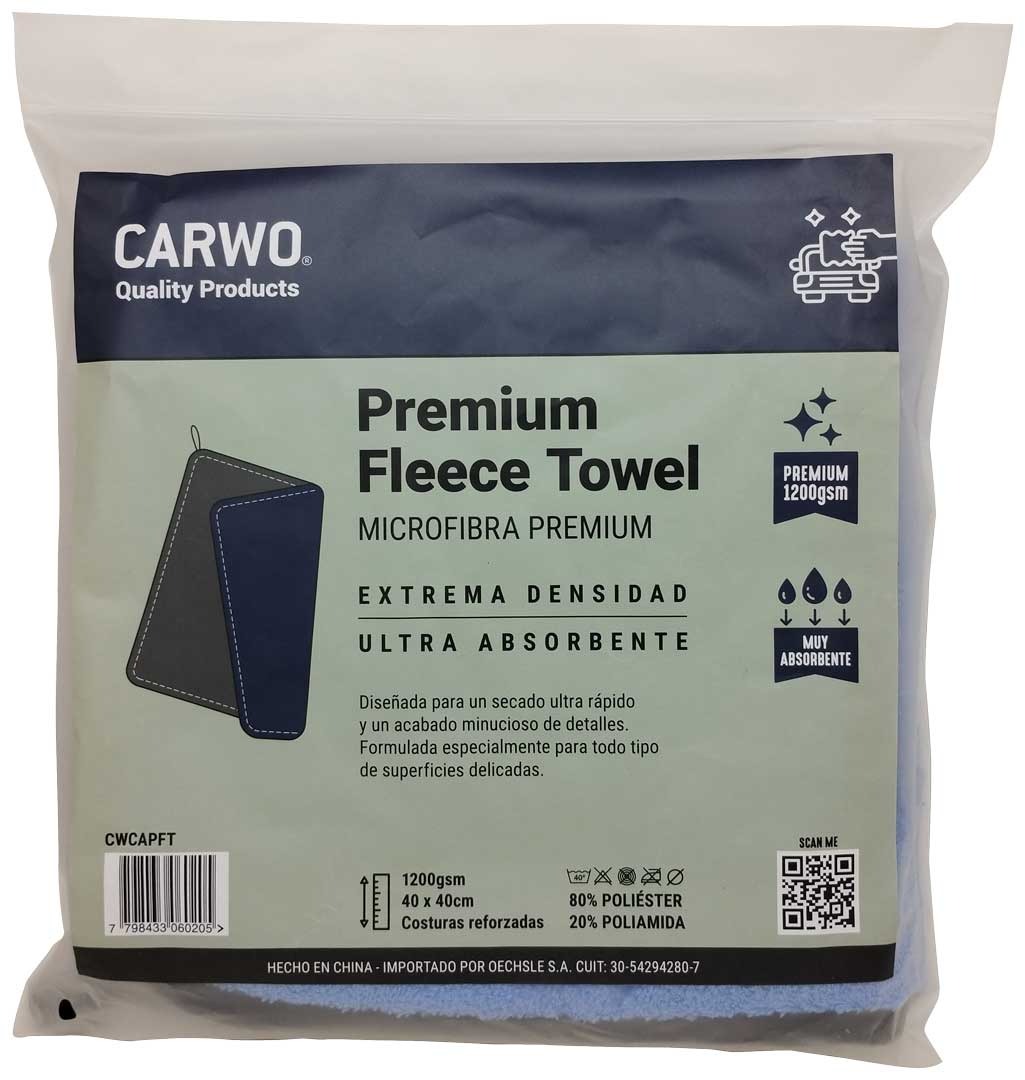 CARWO®
Quality Products
Premium
Fleece Towel
MICROFIBRA PREMIUM
EXTREMA DENSIDAD
ULTRA ABSORBENTE
Diseñada para un secado ultra rápido
y un acabado minucioso de detalles.
Formulada especialmente para todo tipo
de superficies delicadas.
PREMIUM
1200gsm
MUY
ABSORBENTE
CWCAPFT
7 798433 060205 >
1200gsm
40 x 40cm
Costuras reforzadas
40°
80% POLIÉSTER
20% POLIAMIDA
SCAN ME
HECHO EN CHINA - IMPORTADO POR OECHSLE S.A. CUIT: 30-54294280-7